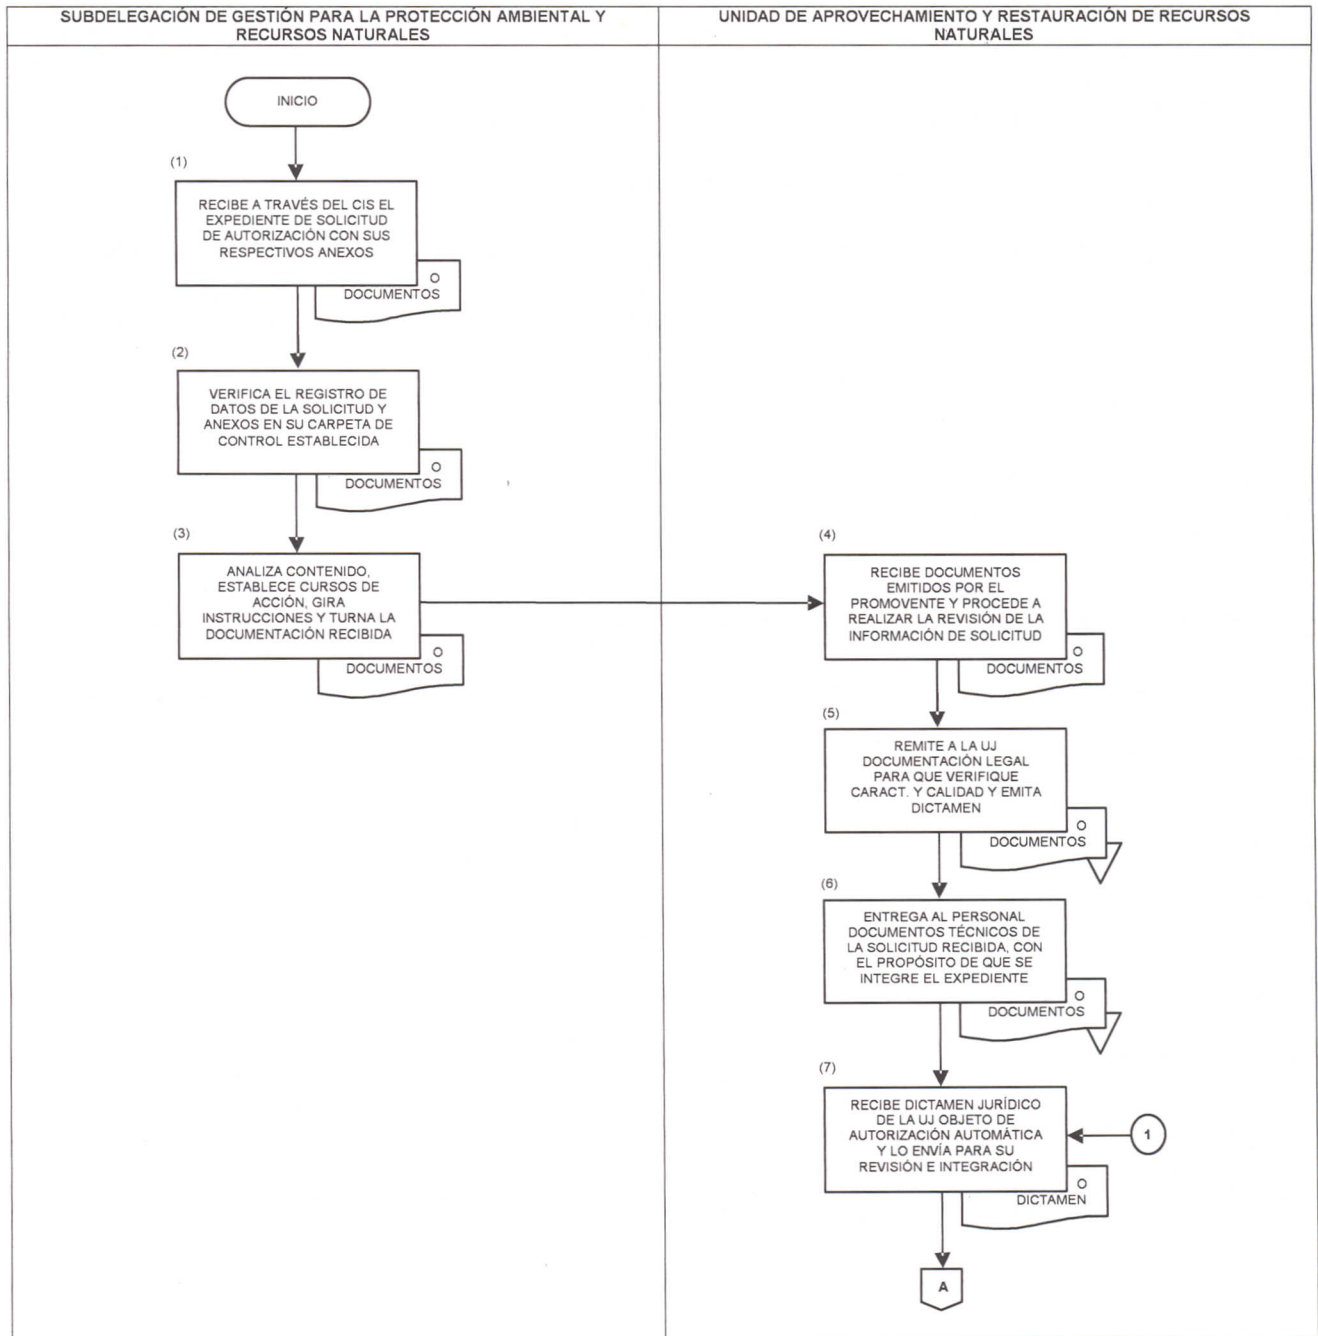 SUBDELEGACIÓN DE GESTIÓN PARA LA PROTECCIÓN AMBIENTAL Y
RECURSOS NATURALES
UNIDAD DE APROVECHAMIENTO Y RESTAURACIÓN DE RECURSOS
NATURALES
INICIO
(1)
RECIBE A TRAVÉS DEL CIS EL
EXPEDIENTE DE SOLICITUD
DE AUTORIZACIÓN CON SUS
RESPECTIVOS ANEXOS
O
DOCUMENTOS
(2)
VERIFICA EL REGISTRO DE
DATOS DE LA SOLICITUD Y
ANEXOS EN SU CARPETA DE
CONTROL ESTABLECIDA
O
DOCUMENTOS
(3)
ANALIZA CONTENIDO,
ESTABLECE CURSOS DE
ACCIÓN, GIRA
INSTRUCCIONES Y TURNA LA
DOCUMENTACIÓN RECIBIDA
O
DOCUMENTOS
(4)
RECIBE DOCUMENTOS
EMITIDOS POR EL
PROMOVENTE Y PROCEDE A
REALIZAR LA REVISIÓN DE LA
INFORMACIÓN DE SOLICITUD
O
DOCUMENTOS
(5)
REMITE A LA UJ
DOCUMENTACIÓN LEGAL
PARA QUE VERIFIQUE
CARACT. Y CALIDAD Y EMITA
DICTAMEN
O
DOCUMENTOS
(6)
ENTREGA AL PERSONAL
DOCUMENTOS TÉCNICOS DE
LA SOLICITUD RECIBIDA, CON
EL PROPÓSITO DE QUE SE
INTEGRE EL EXPEDIENTE
O
DOCUMENTOS
(7)
RECIBE DICTAMEN JURÍDICO
DE LA UJ OBJETO DE
AUTORIZACIÓN AUTOMÀTICA
Y LO ENVÍA PARA SU
REVISIÓN E INTEGRACIÓN
1
O
DICTAMEN
A